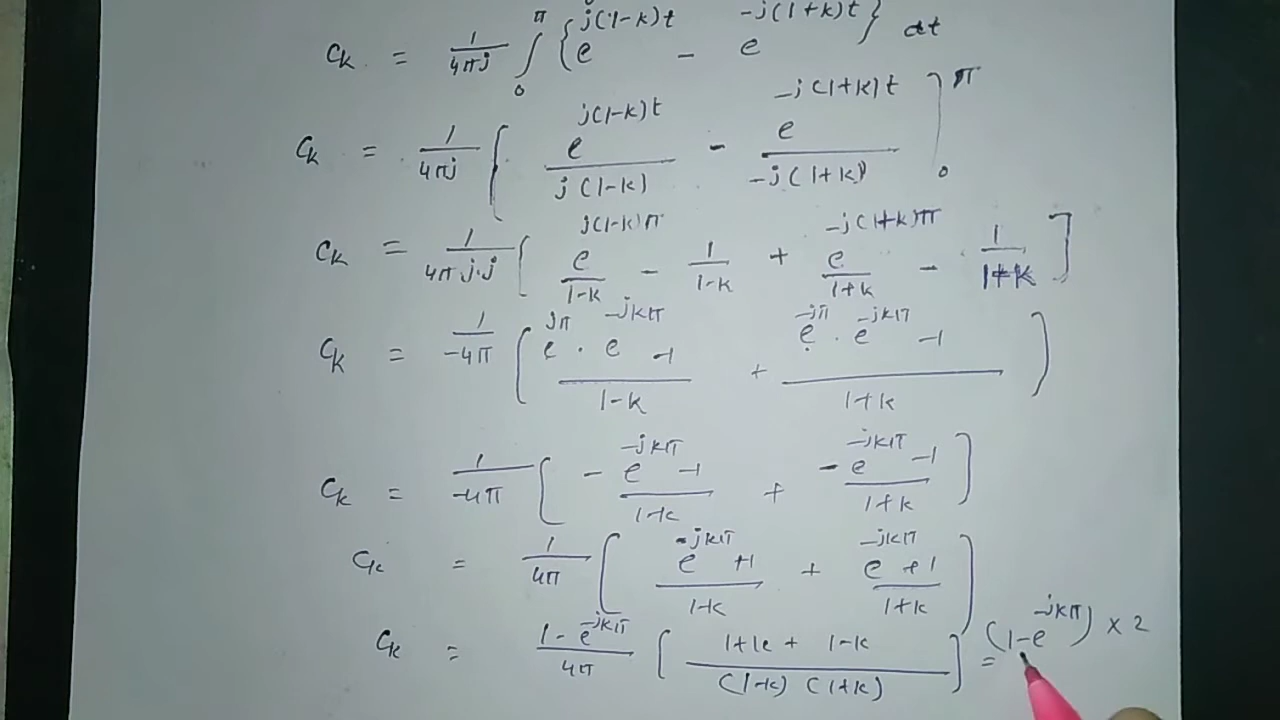 Ck = 1/4πj ∫₀^π { e^{j(1-k)t} - e^{-j(1+k)t} } dt
Ck = 1/4πj [ e^{j(1-k)t}/j(1-k) - e^{-j(1+k)t}/-j(1+k) ]₀^π
Ck = 1/4πj·j [ e^{j(1-k)π}/1-k - 1/1-k + e^{-j(1+k)π}/1+k - 1/1+k ]
Ck = 1/-4π ( e^{jπ} · e^{-jkπ} -1/1-k + e^{-jπ} · e^{-jkπ} -1/1+k )
Ck = 1/-4π [ -e^{-jkπ} -1/1-k + -e^{-jkπ} -1/1+k ]
Ck = 1/4π [ e^{-jkπ} +1/1-k + e^{-jkπ} +1/1+k ]
Ck = 1-e^{-jkπ}/4π [ 1+k + 1-k/(1-k) (1+k) ] = (1-e^{-jkπ}) × 2